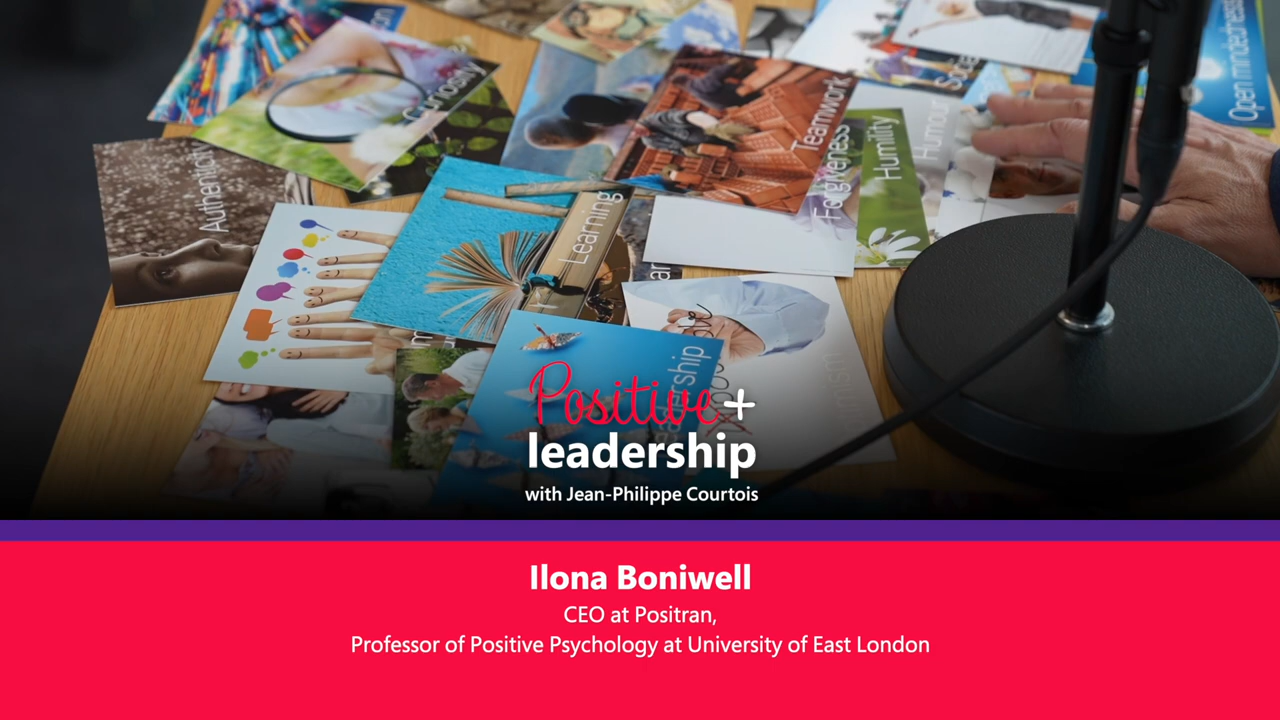 Curiosity
Authenticity
Learning
Teamwork
Forgiveness
Humility
Humour
Social
Open mindedness
Positive+
leadership
with Jean-Philippe Courtois
Ilona Boniwell
CEO at Positran,
Professor of Positive Psychology at University of East London